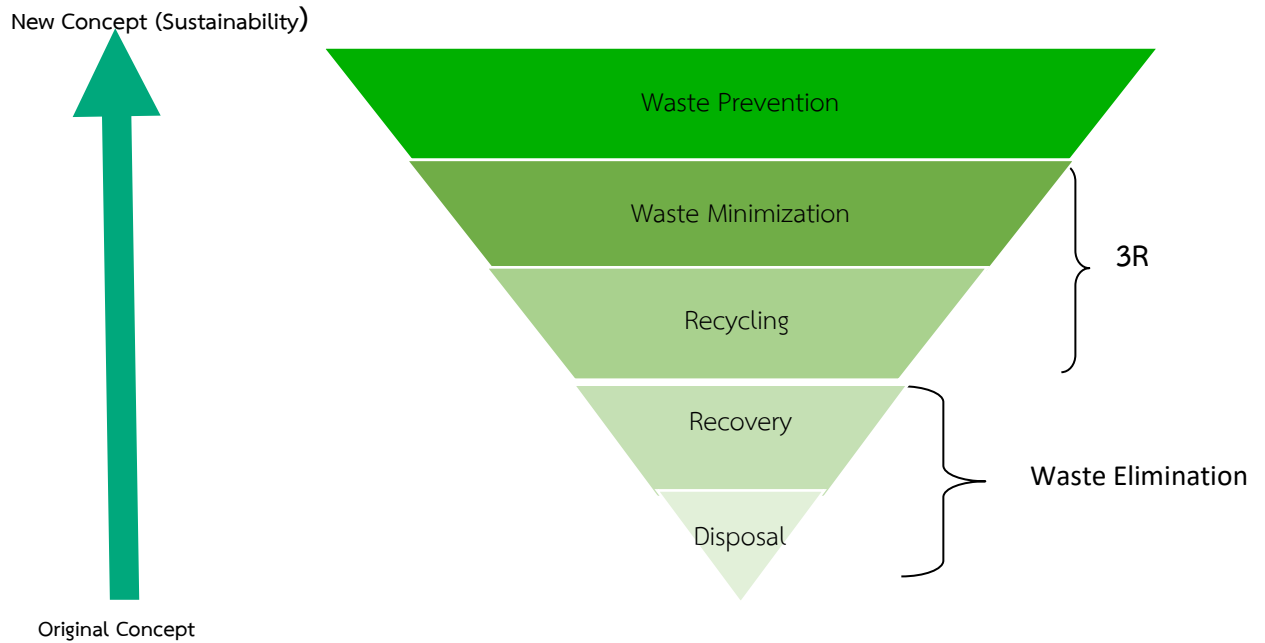 New Concept (Sustainability)
Waste Prevention
Waste Minimization
3R
Recycling
Recovery
Waste Elimination
Disposal
Original Concept